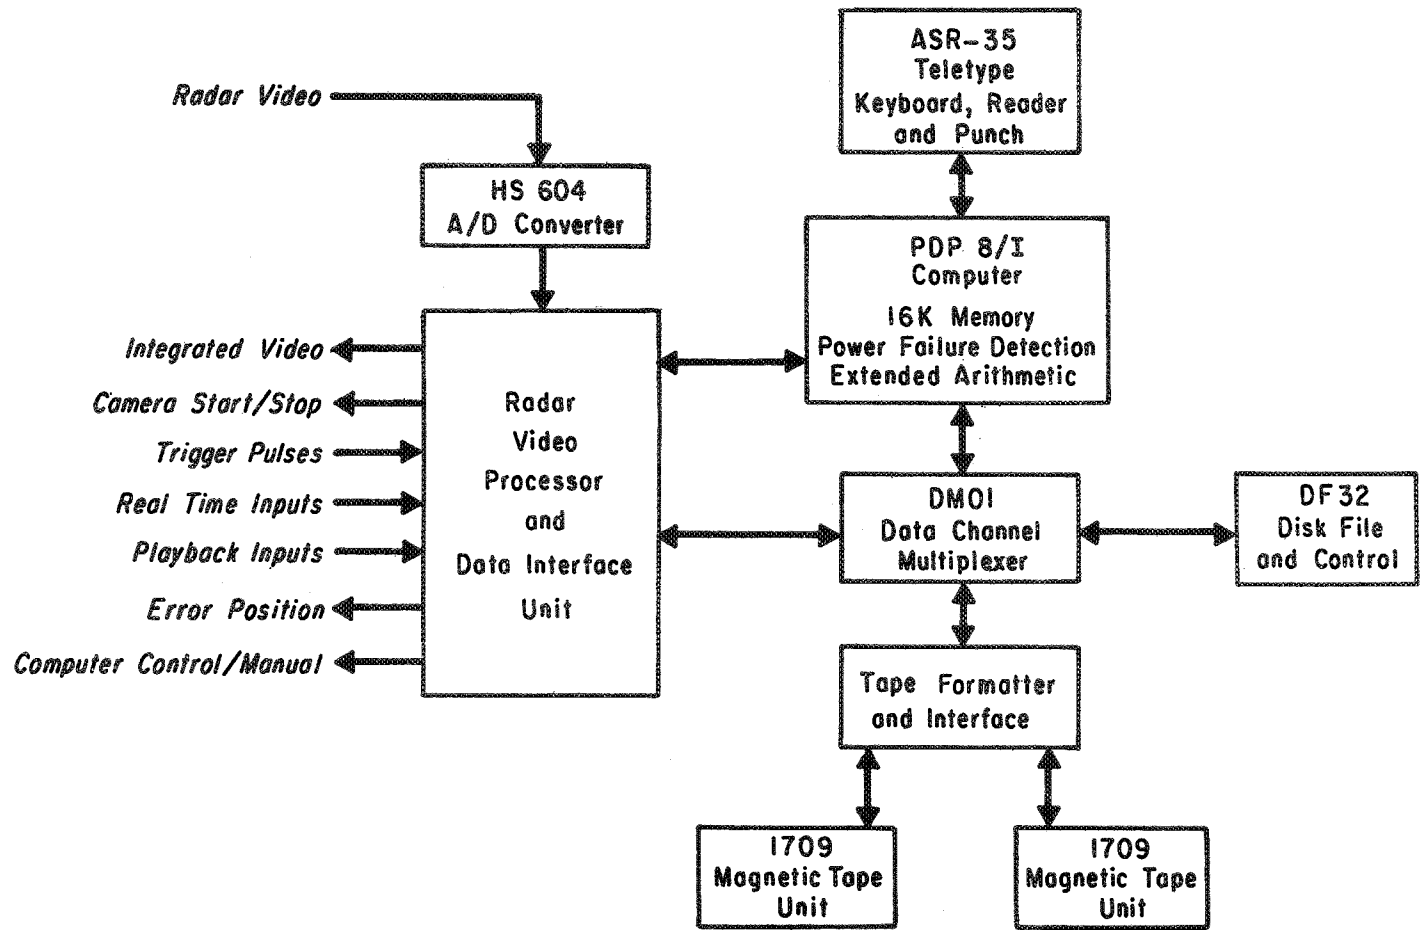 ASR-35
Teletype
Keyboard, Reader
and Punch
Radar Video
HS 604
A/D Converter
PDP 8/I
Computer
16K Memory
Power Failure Detection
Extended Arithmetic
Integrated Video
Camera Start/Stop
Trigger Pulses
Real Time Inputs
Playback Inputs
Error Position
Computer Control/Manual
Radar
Video
Processor
and
Data Interface
Unit
DM01
Data Channel
Multiplexer
DF32
Disk File
and Control
Tape Formatter
and Interface
1709
Magnetic Tape
Unit
1709
Magnetic Tape
Unit